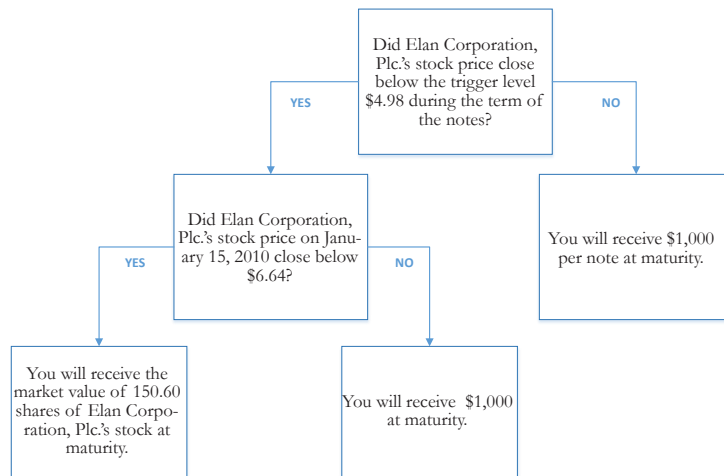 Did Elan Corporation,
Plc.'s stock price close
below the trigger level
$4.98 during the term of
the notes?
YES
NO
Did Elan Corporation,
Plc.'s stock price on Janu-
ary 15, 2010 close below
$6.64?
You will receive $1,000
per note at maturity.
YES
NO
You will receive the
market value of 150.60
shares of Elan Corpo-
ration, Plc.'s stock at
maturity.
You will receive $1,000
at maturity.